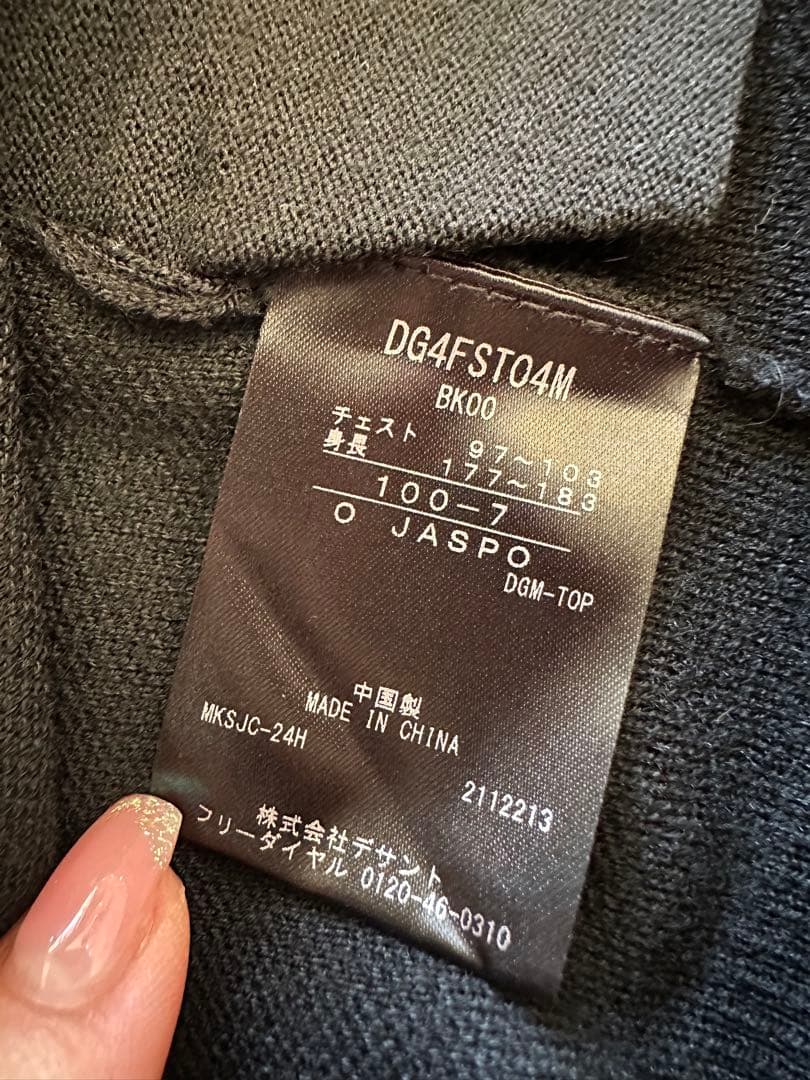 DG4FST04M
BK00
チェスト 97～103
身長 177～183
100-7
O JASPO
DGM-TOP
中国製
MADE IN CHINA
MKSJC-24H
2112213
株式会社デサント
フリーダイヤル 0120-46-0310